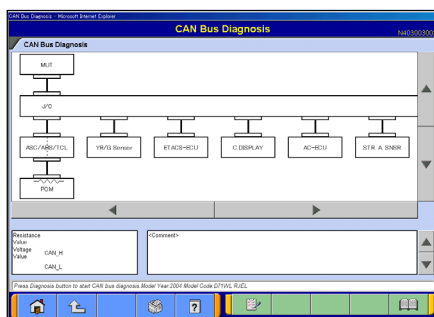 CAN Bus Diagnosis - Microsoft Internet Explorer
CAN Bus Diagnosis
N40300300
CAN Bus Diagnosis
MUT
J/C
ASC/ABS/TCL
YR/G Sensor
ETACS-ECU
C.DISPLAY
AC-ECU
STR A SNSR
PCM
Resistance
Value
Voltage
Value
CAN_H
CAN_L
<Comment>
Press Diagnosis button to start CAN bus diagnosis.Model Year:2004 Model Code:
?